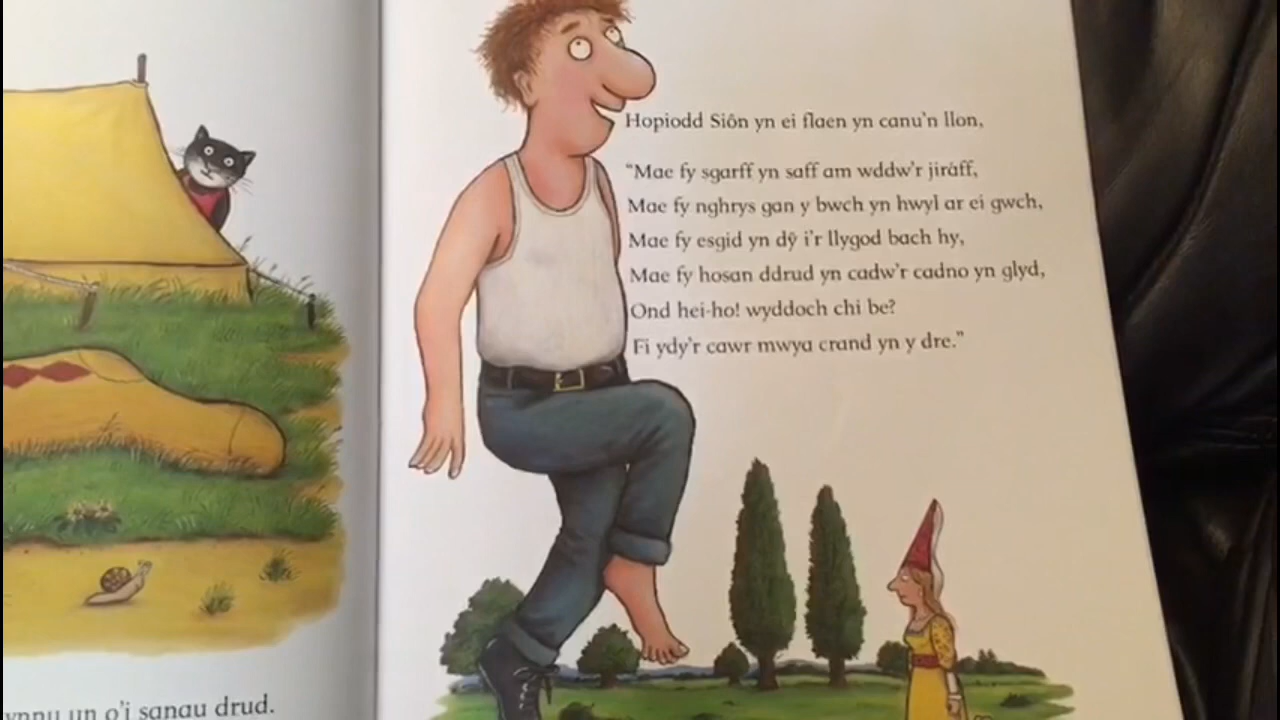 un o'i sanau drud.
Hopiodd Siôn yn ei flaen yn canu'n llon,
"Mae fy sgarff yn saff am wddw'r jiráff,
Mae fy nghrys gan y bwch yn hwyl ar ei gwch,
Mae fy esgid yn dŷ i'r llygod bach hy,
Mae fy hosan ddrud yn cadw'r cadno yn glyd,
Ond hei-ho! wyddoch chi be?
Fi ydy'r cawr mwya crand yn y dre."